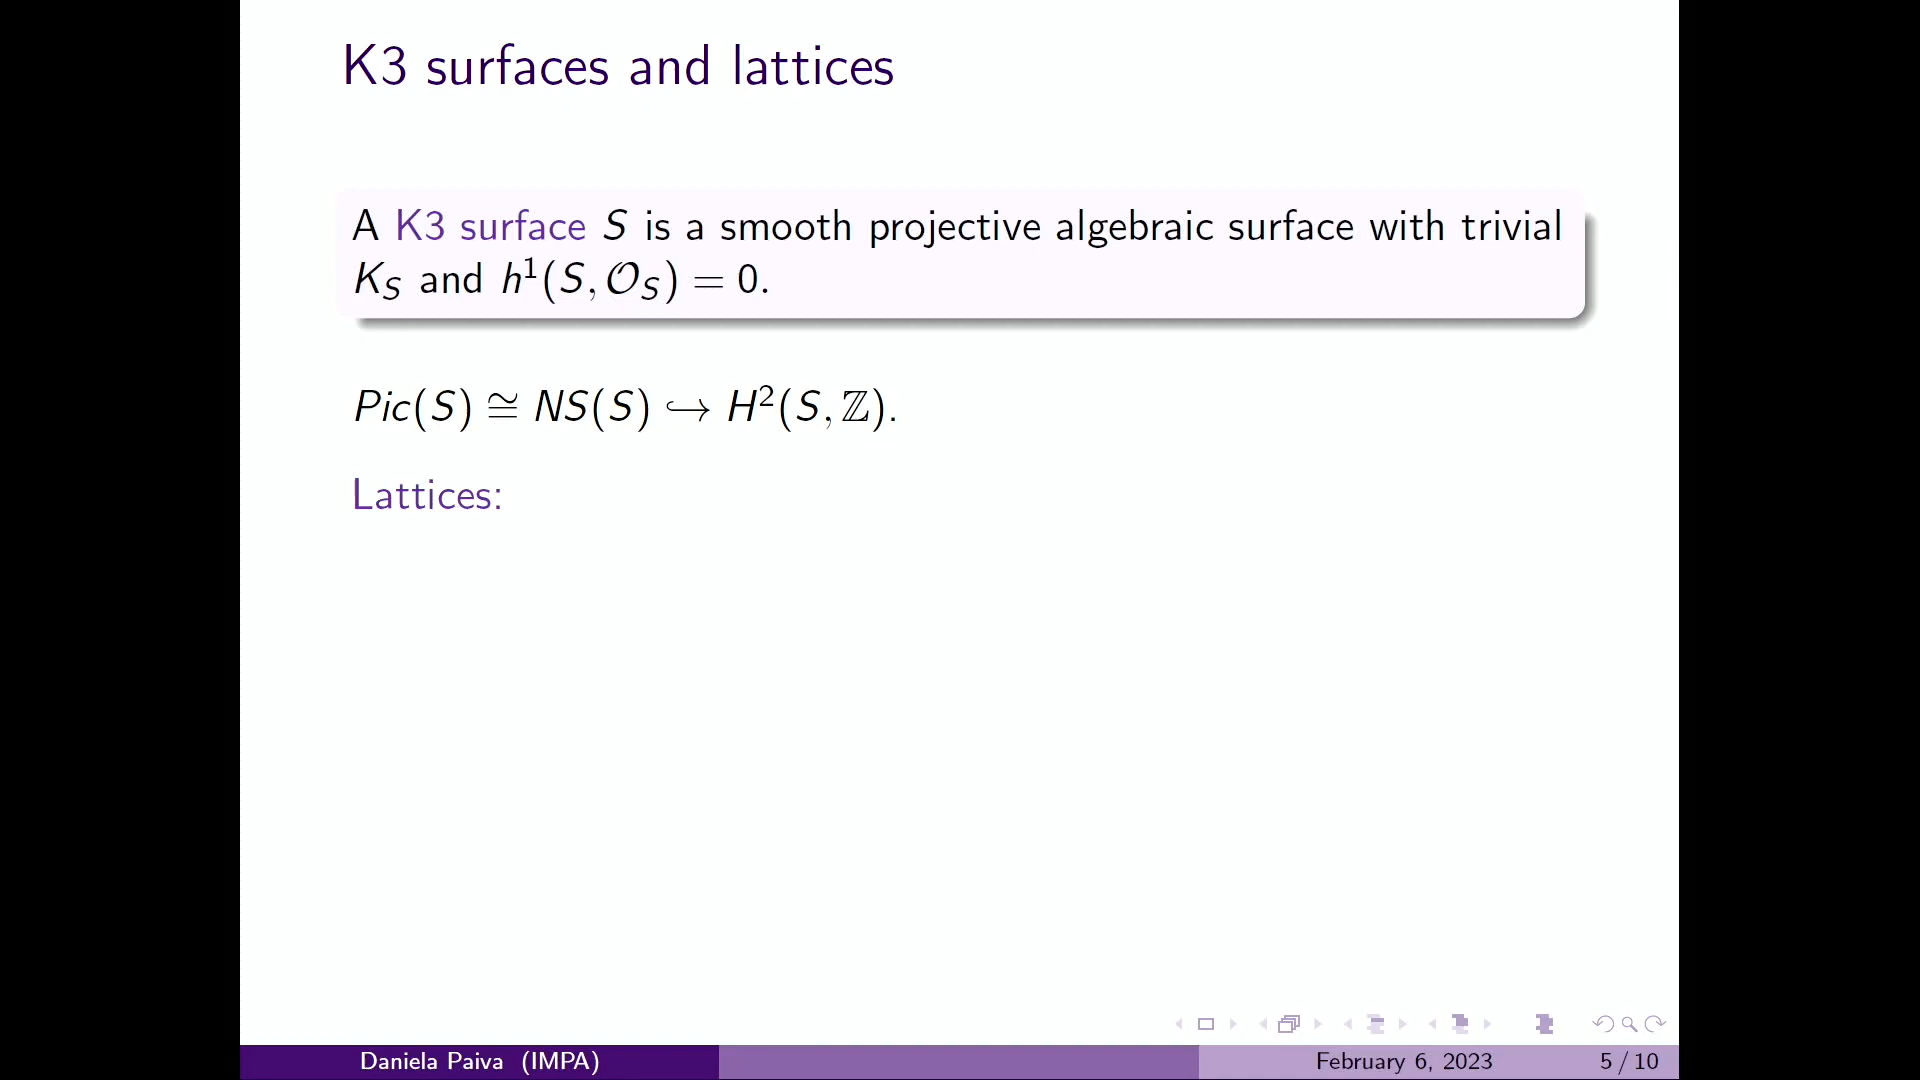 K3 surfaces and lattices
A K3 surface S is a smooth projective algebraic surface with trivial
K_S and h^1(S, 𝒪_S) = 0.
Pic(S) ≅ NS(S) ↪ H^2(S, ℤ).
Lattices:
Daniela Paiva (IMPA) February 6, 2023 5 / 10